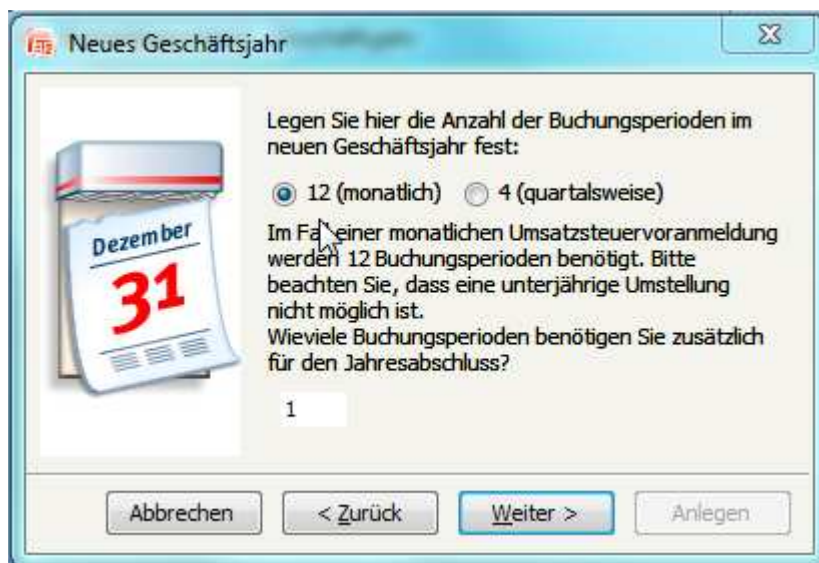 Neues Geschäftsjahr
Legen Sie hier die Anzahl der Buchungsperioden im
neuen Geschäftsjahr fest:
12 (monatlich) 4 (quartalsweise)
Im Fall einer monatlichen Umsatzsteuervoranmeldung
werden 12 Buchungsperioden benötigt. Bitte
beachten Sie, dass eine unterjährige Umstellung
nicht möglich ist.
Wieviele Buchungsperioden benötigen Sie zusätzlich
für den Jahresabschluss?
1
Dezember
31
Abbrechen < Zurück Weiter > Anlegen